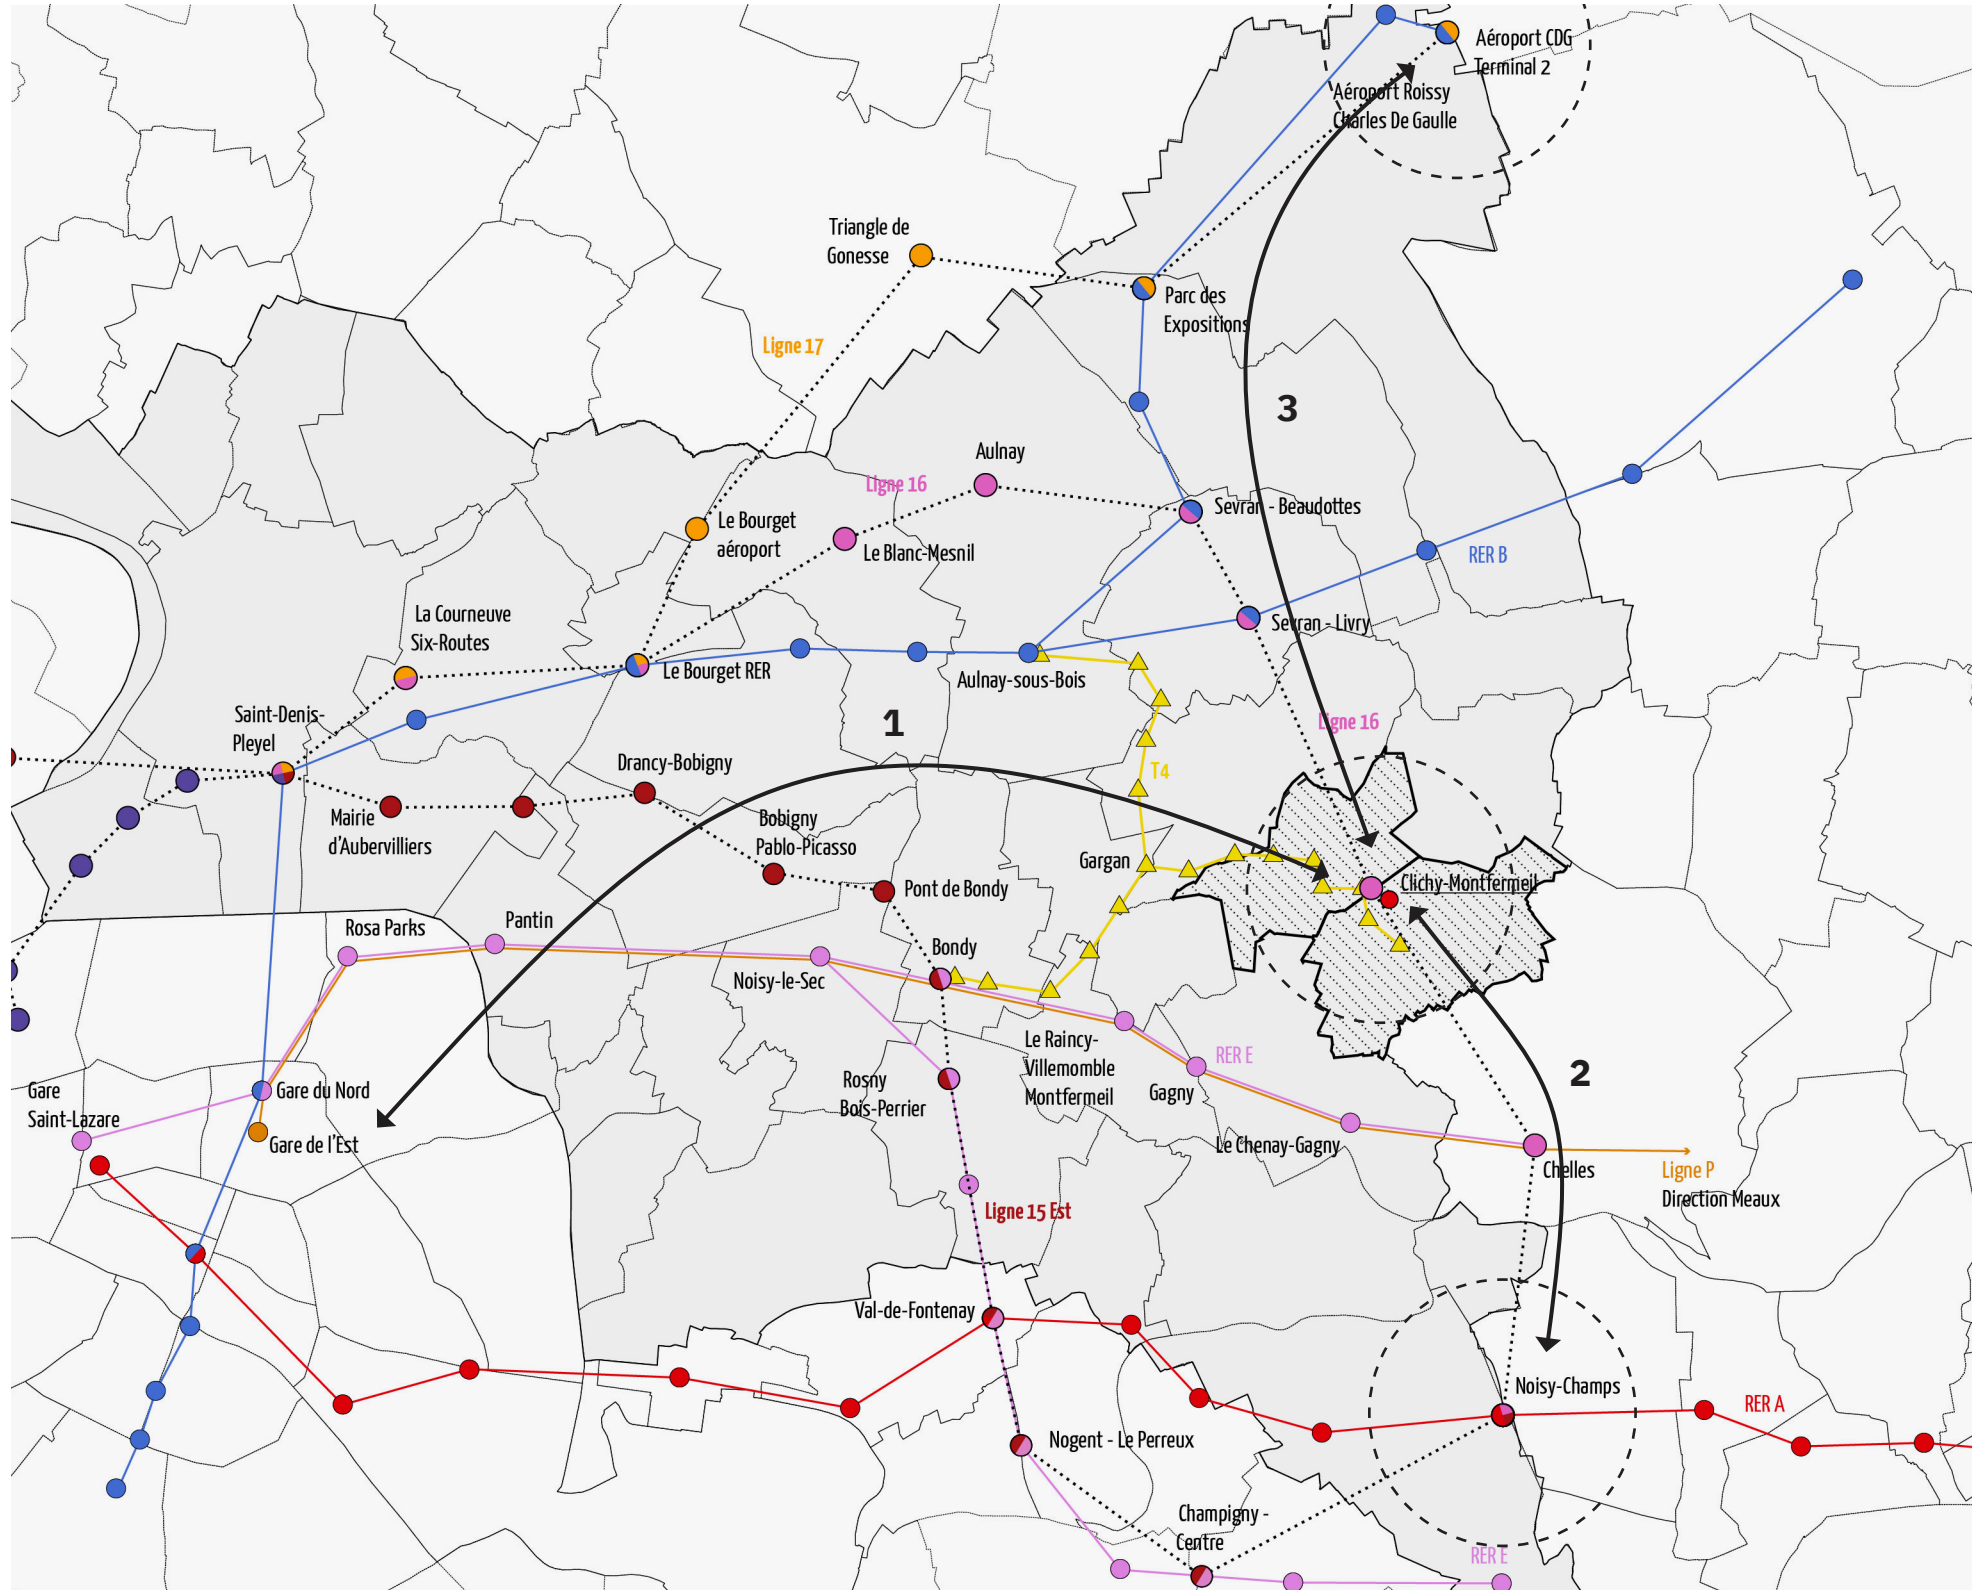 Aéroport CDG
Terminal 2
Aéroport Roissy
Charles De Gaulle
Triangle de
Gonesse
Parc des
Expositions
Ligne 17
3
Aulnay
Ligne 16
Sevran - Beaudottes
Le Bourget
aéroport
Le Blanc-Mesnil
RER B
La Courneuve
Six-Routes
Sevran - Livry
Le Bourget RER
Aulnay-sous-Bois
Saint-Denis-
Pleyel
1
Ligne 16
Drancy-Bobigny
T4
Mairie
d'Aubervilliers
Bobigny
Pablo-Picasso
Gargan
Pont de Bondy
Clichy-Montfermeil
Rosa Parks
Pantin
Bondy
Noisy-le-Sec
Le Raincy-
Villemomble
Montfermeil
RER E
Gagny
2
Rosny
Bois-Perrier
Gare
Saint-Lazare
Gare du Nord
Gare de l'Est
Le Chenay-Gagny
Chelles
Ligne P
Direction Meaux
Ligne 15 Est
Val-de-Fontenay
Noisy-Champs
RER A
Nogent - Le Perreux
Champigny -
Centre
RER E